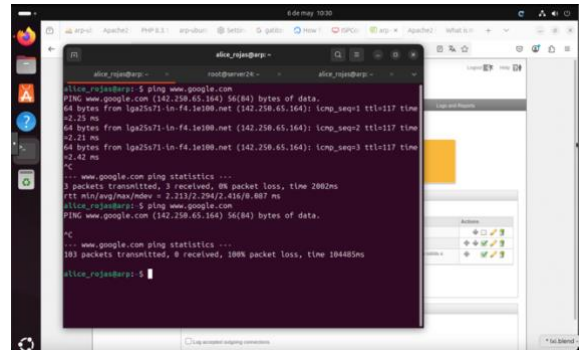 6 de may 10:30
alice_rojas@arp: ~
alice_rojas@arp: ~
root@server24: ~
alice_rojas@arp: ~
alice_rojas@arp:~$ ping www.google.com
PING www.google.com (142.250.65.164) 56(84) bytes of data.
64 bytes from lga25s71-in-f4.1e100.net (142.250.65.164): icmp_seq=1 ttl=117 time
=2.25 ms
64 bytes from lga25s71-in-f4.1e100.net (142.250.65.164): icmp_seq=2 ttl=117 time
=2.21 ms
64 bytes from lga25s71-in-f4.1e100.net (142.250.65.164): icmp_seq=3 ttl=117 time
=2.42 ms
^C
--- www.google.com ping statistics ---
3 packets transmitted, 3 received, 0% packet loss, time 2002ms
rtt min/avg/max/mdev = 2.213/2.294/2.416/0.087 ms
alice_rojas@arp:~$ ping www.google.com
PING www.google.com (142.250.65.164) 56(84) bytes of data.
^C
--- www.google.com ping statistics ---
103 packets transmitted, 0 received, 100% packet loss, time 104485ms
alice_rojas@arp:~$
Logs and Reports
Actions
Log accepted outgoing connections